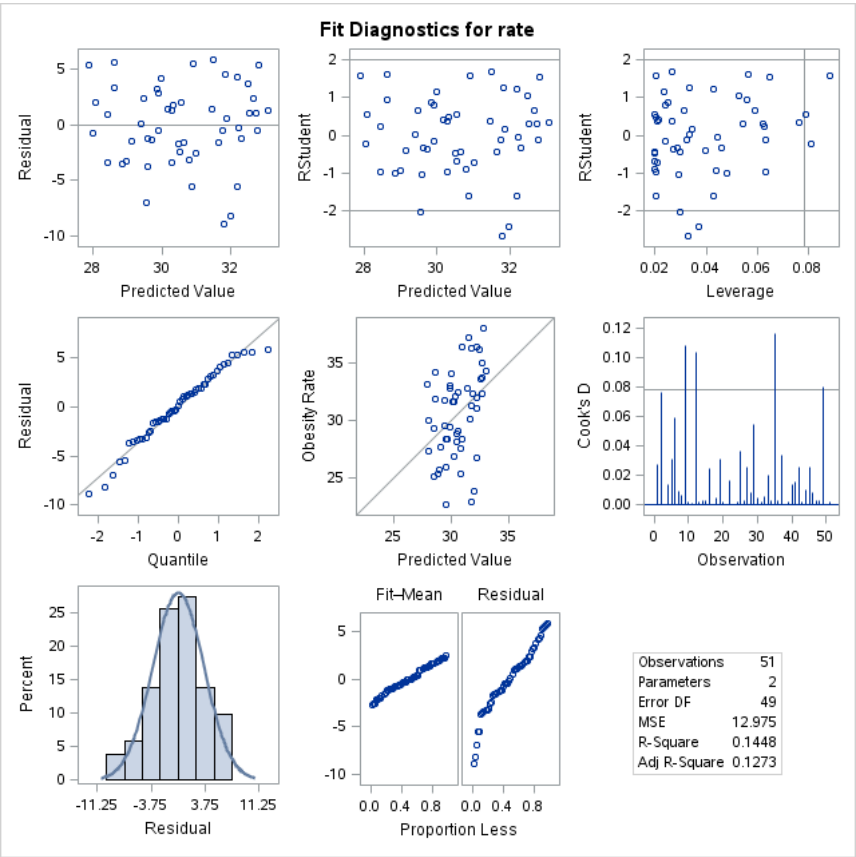 Fit Diagnostics for rate
5
0
-5
-10
28 30 32
Residual
Predicted Value
2
1
0
-1
-2
28 30 32
RStudent
Predicted Value
2
1
0
-1
-2
0.02 0.04 0.06 0.08
RStudent
Leverage
5
0
-5
-10
-2 -1 0 1 2
Residual
Quantile
35
30
25
25 30 35
Obesity Rate
Predicted Value
0.12
0.10
0.08
0.06
0.04
0.02
0.00
0 10 20 30 40 50
Cook's D
Observation
25
20
15
10
5
0
-11.25 -3.75 3.75 11.25
Percent
Residual
Fit–Mean Residual
5
0
-5
-10
0.0 0.4 0.8 0.0 0.4 0.8
Proportion Less
Observations 51
Parameters 2
Error DF 49
MSE 12.975
R-Square 0.1448
Adj R-Square 0.1273